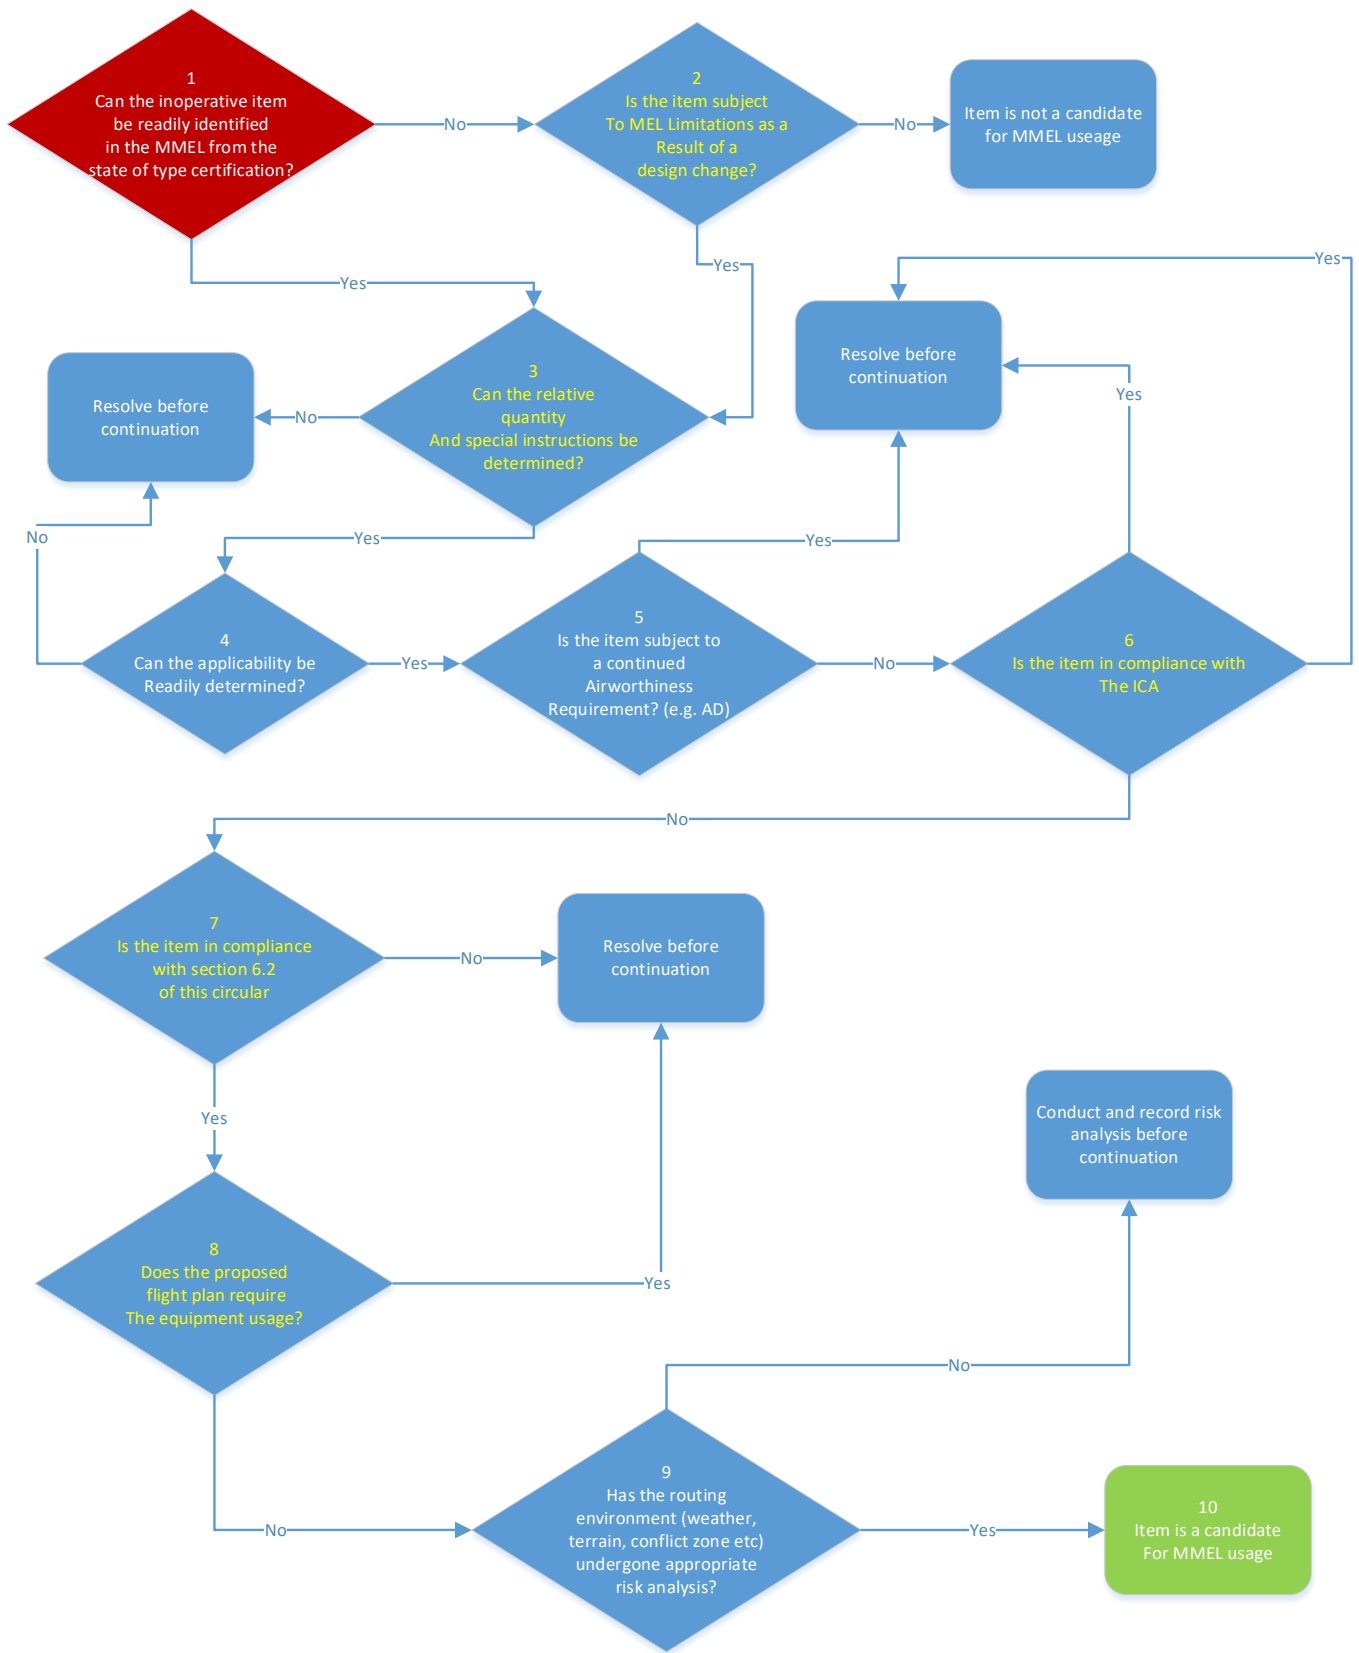 1
Can the inoperative item
be readily identified
in the MMEL from the
state of type certification?
No
2
Is the item subject
To MEL Limitations as a
Result of a
design change?
No
Item is not a candidate
for MMEL useage
Yes
Yes
Yes
Resolve before
continuation
No
3
Can the relative
quantity
And special instructions be
determined?
Resolve before
continuation
Yes
No
Yes
Yes
4
Can the applicability be
Readily determined?
Yes
5
Is the item subject to
a continued
Airworthiness
Requirement? (e.g. AD)
No
6
Is the item in compliance with
The ICA
No
7
Is the item in compliance
with section 6.2
of this circular
No
Resolve before
continuation
Yes
Conduct and record risk
analysis before
continuation
8
Does the proposed
flight plan require
The equipment usage?
Yes
No
No
9
Has the routing
environment (weather,
terrain, conflict zone etc)
undergone appropriate
risk analysis?
Yes
10
Item is a candidate
For MMEL usage